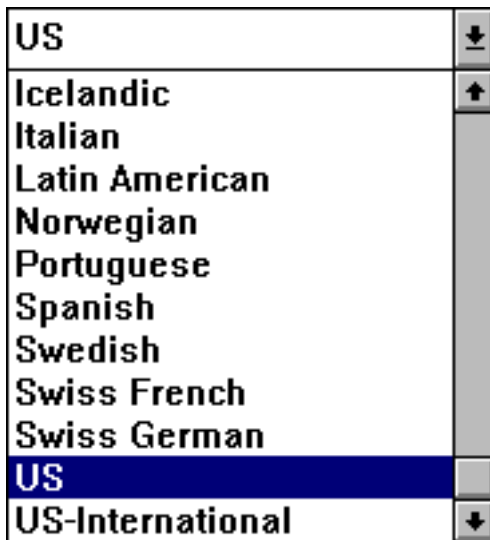 US
Icelandic
Italian
Latin American
Norwegian
Portuguese
Spanish
Swedish
Swiss French
Swiss German
US
US-International